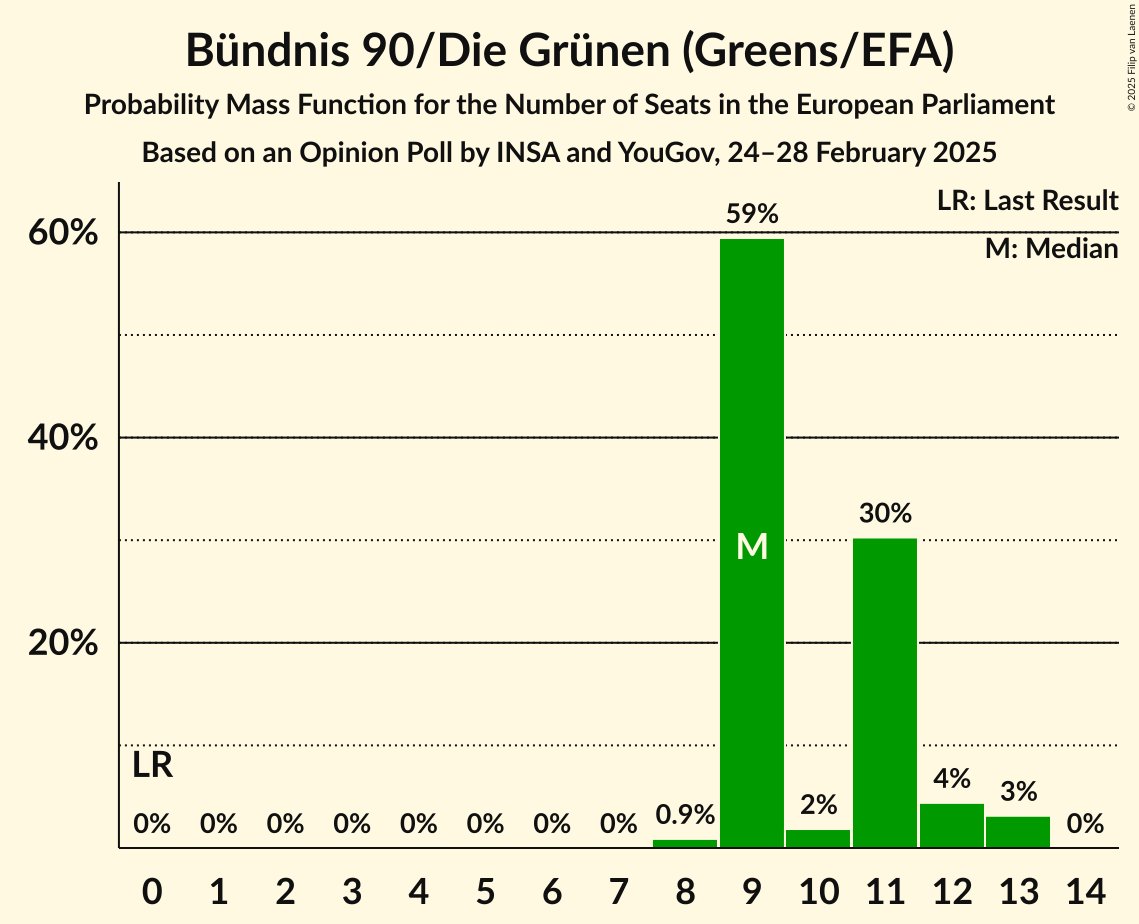 Bündnis 90/Die Grünen (Greens/EFA)
Probability Mass Function for the Number of Seats in the European Parliament
Based on an Opinion Poll by INSA and YouGov, 24–28 February 2025
© 2025 Filip van Laenen
LR: Last Result
M: Median
60%
40%
20%
59%
M
30%
LR
0% 0% 0% 0% 0% 0% 0% 0% 0.9% 2% 4% 3% 0%
0 1 2 3 4 5 6 7 8 9 10 11 12 13 14